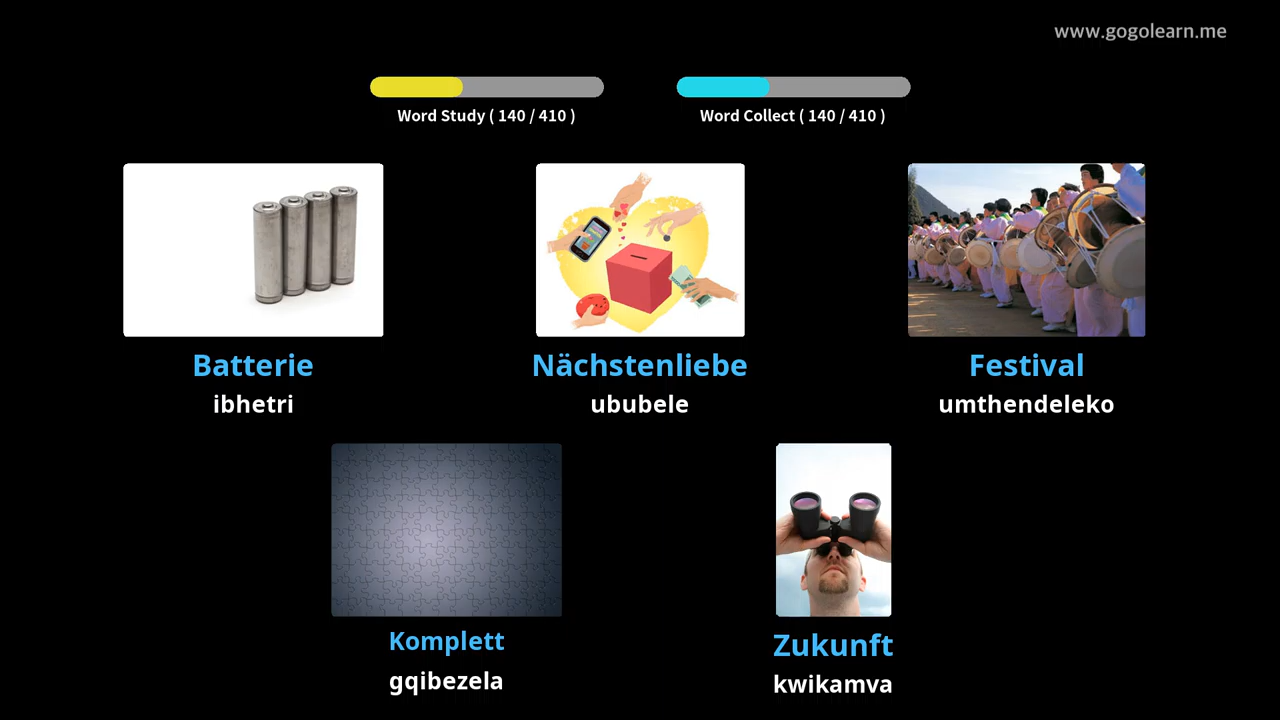 www.gogolearn.me
Word Study ( 140 / 410 )
Word Collect ( 140 / 410 )
Batterie
ibhetri
Nächstenliebe
ububele
Festival
umthendeleko
Komplett
gqibezela
Zukunft
kwikamva